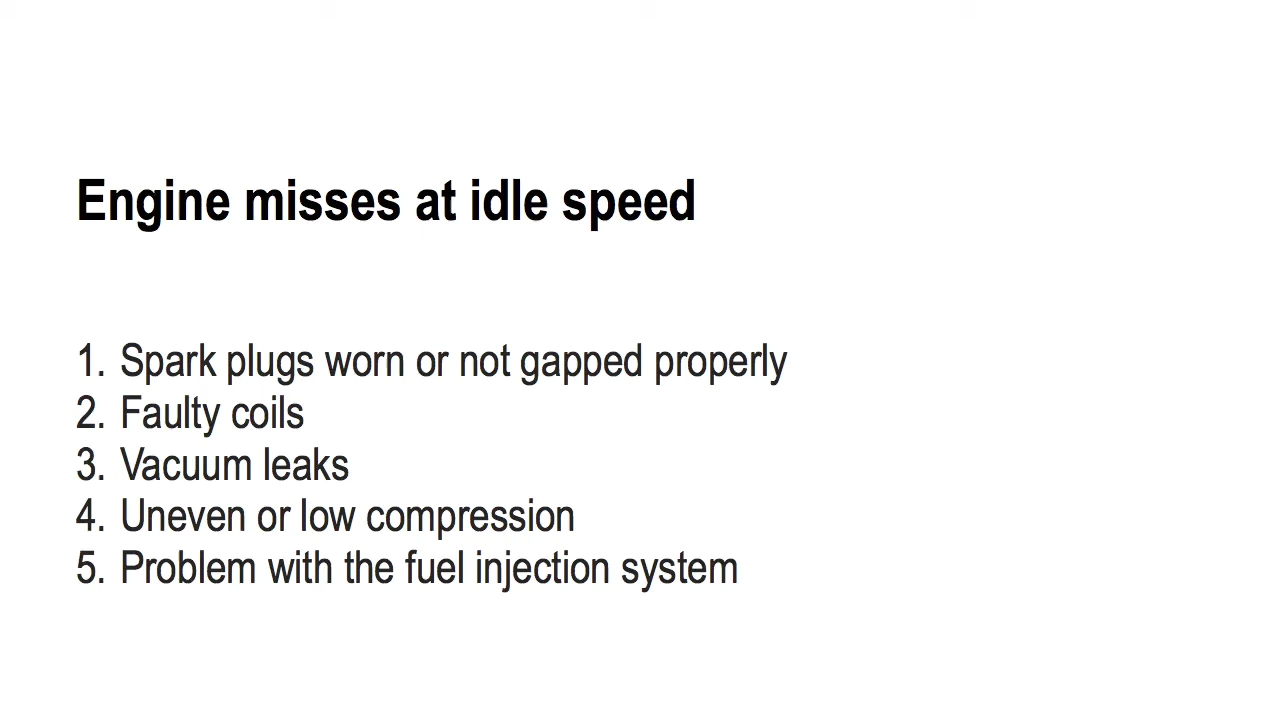 Engine misses at idle speed
1. Spark plugs worn or not gapped properly
2. Faulty coils
3. Vacuum leaks
4. Uneven or low compression
5. Problem with the fuel injection system